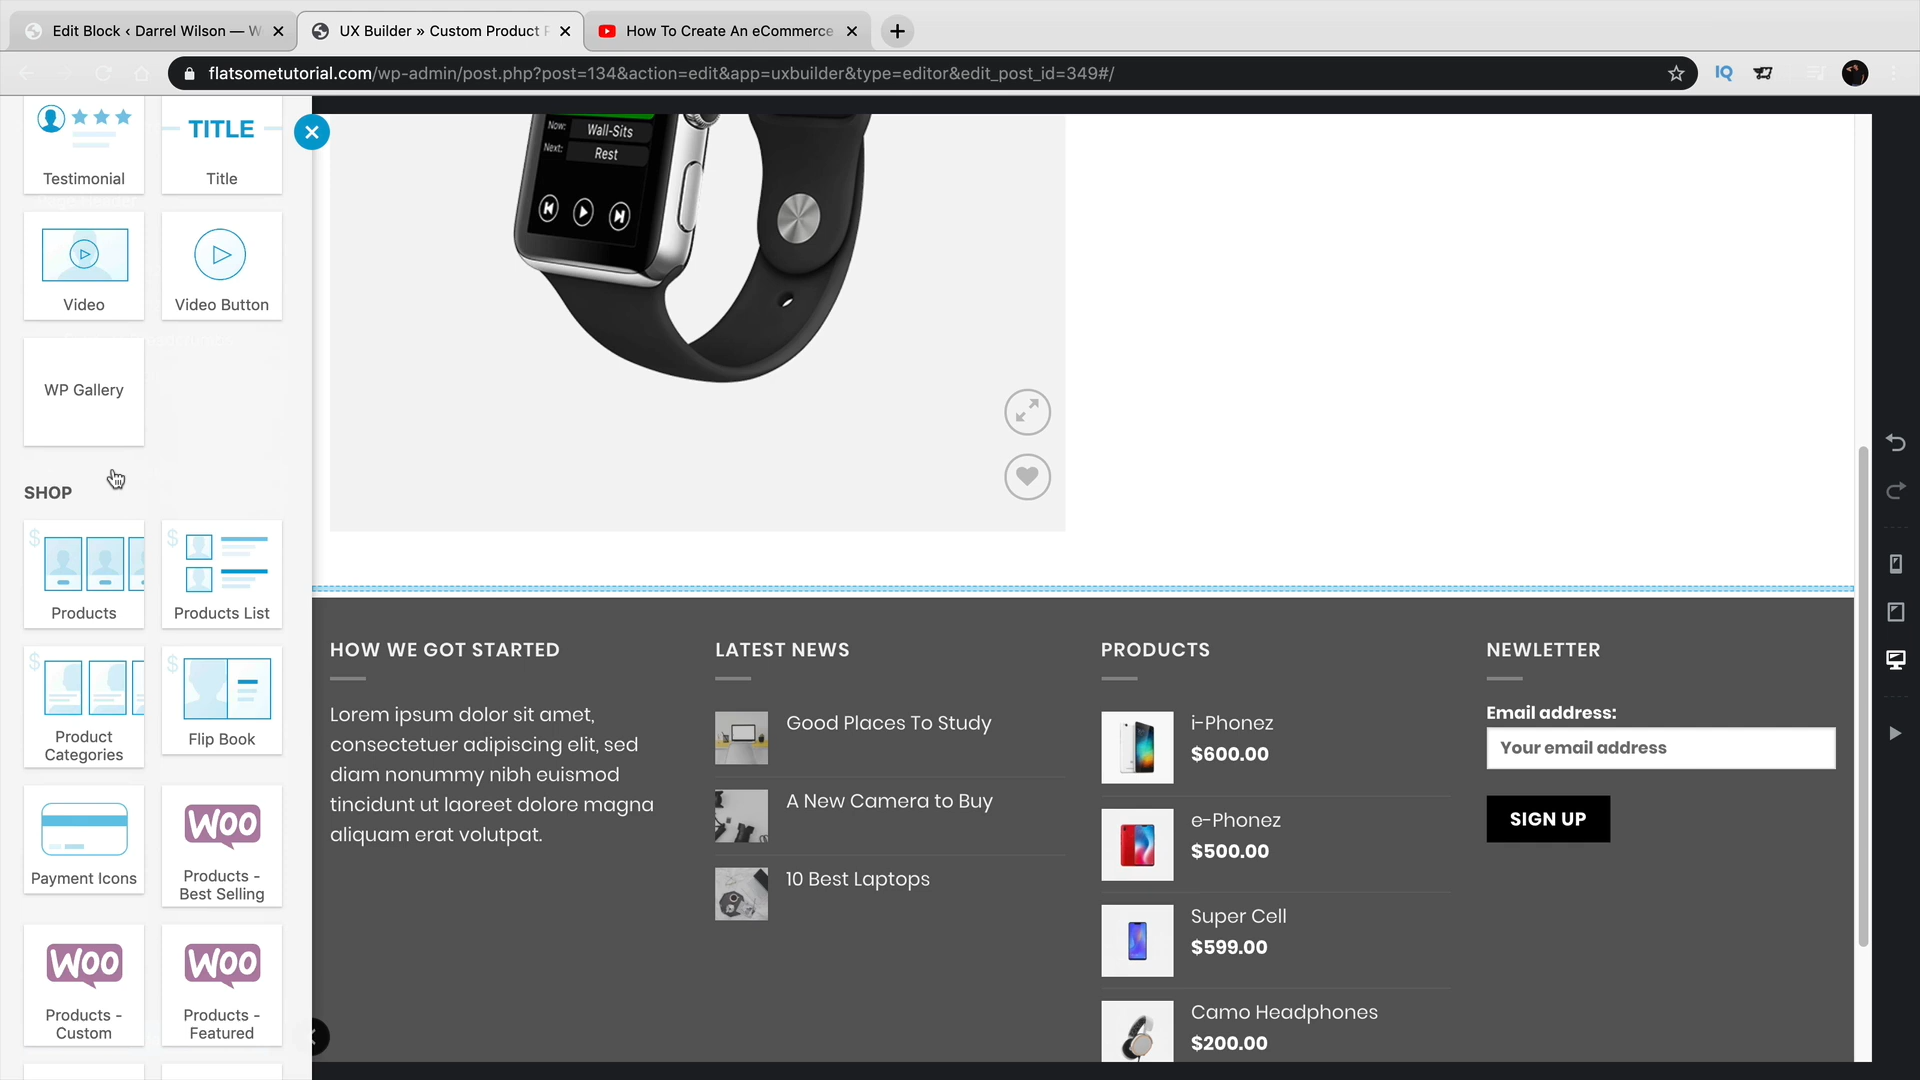 Edit Block ‹ Darrel Wilson — W
UX Builder » Custom Product P
How To Create An eCommerce
flatsometutorial.com/wp-admin/post.php?post=134&action=edit&app=uxbuilder&type=editor&edit_post_id=349#/
IQ
TITLE
Testimonial
Title
Video
Video Button
WP Gallery
SHOP
$
$
Products
Products List
$
$
Product
Categories
Flip Book
WOO
Payment Icons
Products -
Best Selling
WOO
WOO
Products -
Custom
Products -
Featured
Now: Wall-Sits
Next: Rest
HOW WE GOT STARTED
Lorem ipsum dolor sit amet,
consectetuer adipiscing elit, sed
diam nonummy nibh euismod
tincidunt ut laoreet dolore magna
aliquam erat volutpat.
LATEST NEWS
Good Places To Study
A New Camera to Buy
10 Best Laptops
PRODUCTS
i-Phonez
$600.00
e-Phonez
$500.00
Super Cell
$599.00
Camo Headphones
$200.00
NEWLETTER
Email address:
Your email address
SIGN UP